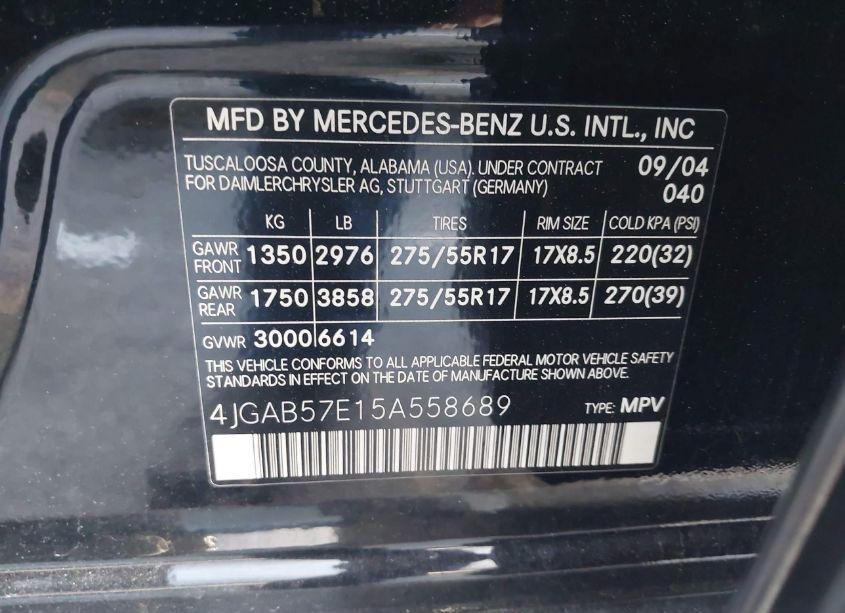 MFD BY MERCEDES-BENZ U.S. INTL., INC
TUSCALOOSA COUNTY, ALABAMA (USA). UNDER CONTRACT 09/04
FOR DAIMLERCHRYSLER AG, STUTTGART (GERMANY) 040
KG LB TIRES RIM SIZE COLD KPA (PSI)
GAWR FRONT 1350 2976 275/55R17 17X8.5 220(32)
GAWR REAR 1750 3858 275/55R17 17X8.5 270(39)
GVWR 3000 6614
THIS VEHICLE CONFORMS TO ALL APPLICABLE FEDERAL MOTOR VEHICLE SAFETY
STANDARDS IN EFFECT ON THE DATE OF MANUFACTURE SHOWN ABOVE.
4JGAB57E15A558689 TYPE: MPV